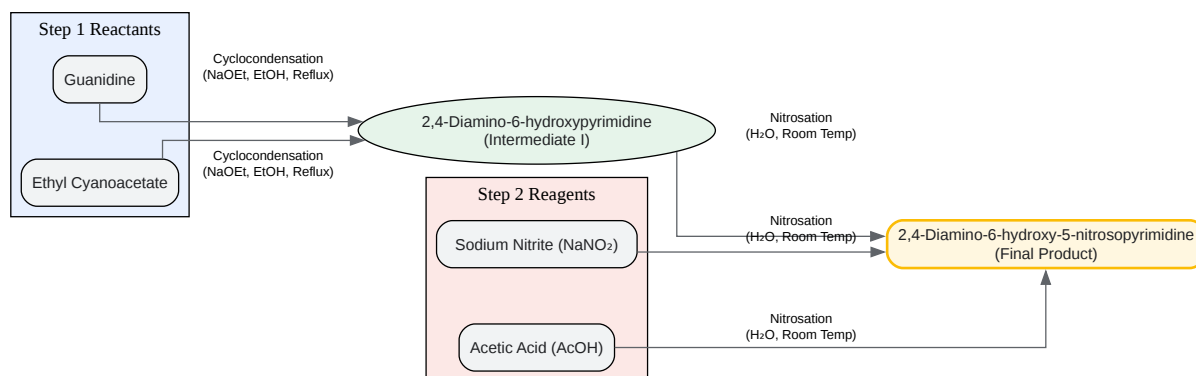 Step 1 Reactants
Guanidine
Ethyl Cyanoacetate
Cyclocondensation
(NaOEt, EtOH, Reflux)
Cyclocondensation
(NaOEt, EtOH, Reflux)
2,4-Diamino-6-hydroxypyrimidine
(Intermediate I)
Nitrosation
(H₂O, Room Temp)
Step 2 Reagents
Sodium Nitrite (NaNO₂)
Nitrosation
(H₂O, Room Temp)
2,4-Diamino-6-hydroxy-5-nitrosopyrimidine
(Final Product)
Acetic Acid (AcOH)
Nitrosation
(H₂O, Room Temp)